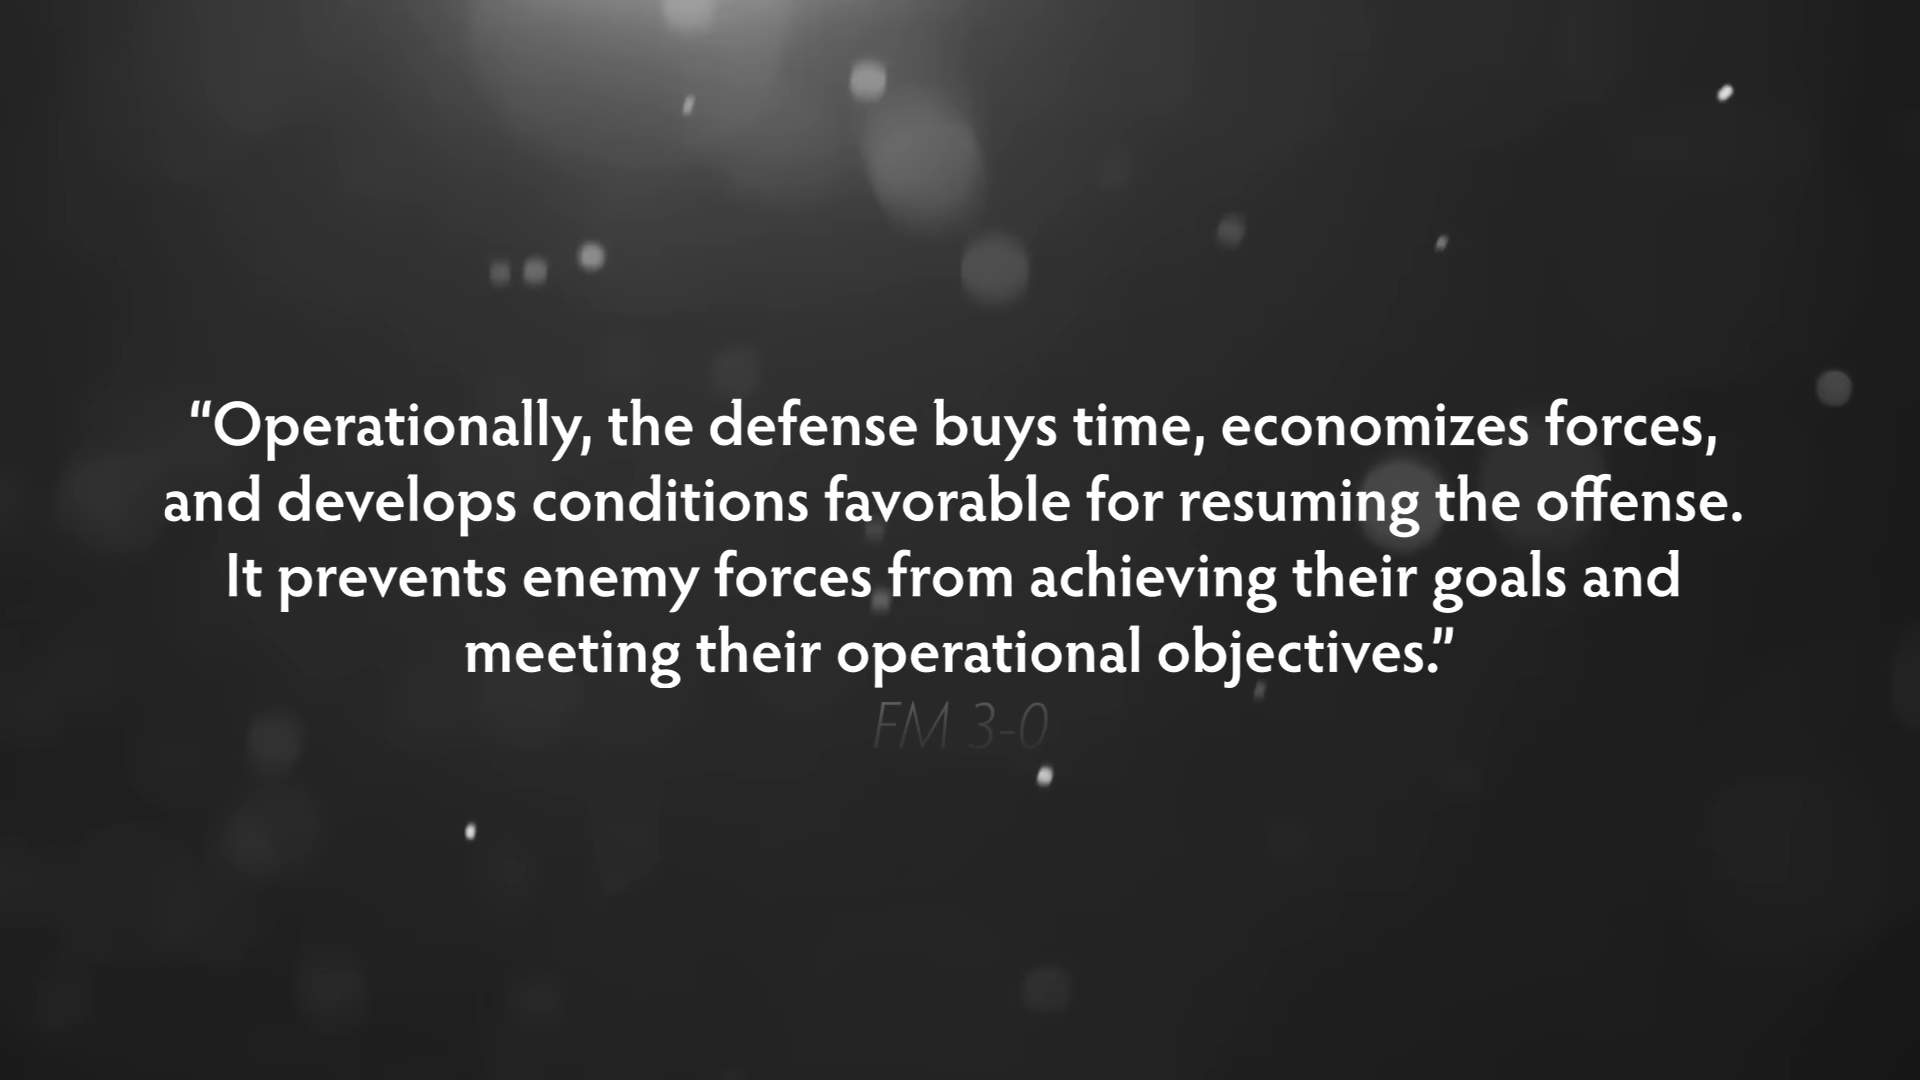 “Operationally, the defense buys time, economizes forces,
and develops conditions favorable for resuming the offense.
It prevents enemy forces from achieving their goals and
meeting their operational objectives.”
FM 3-0